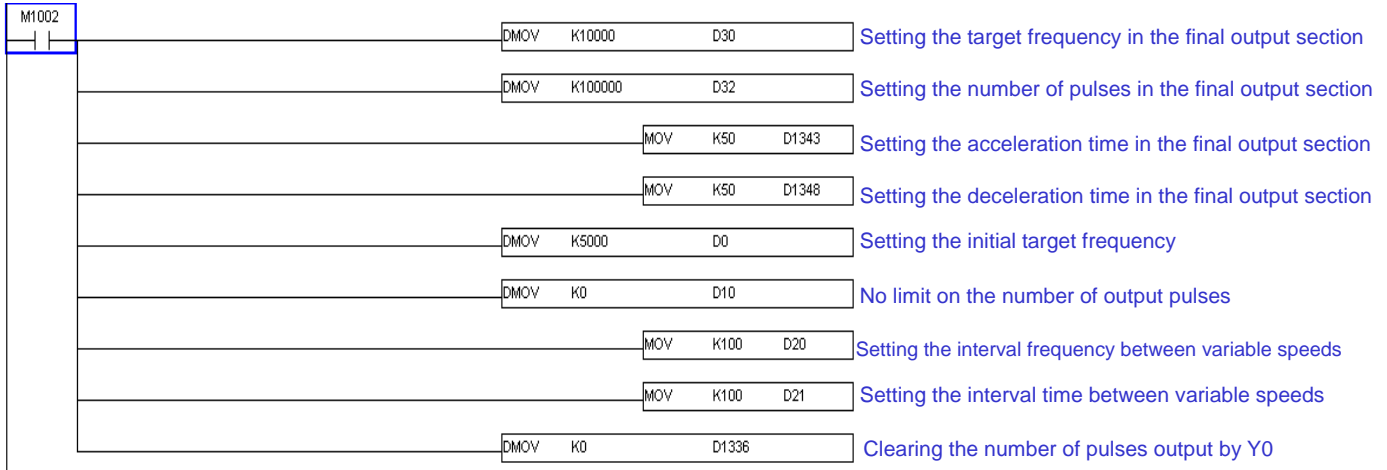 M1002
DMOV K10000 D30 Setting the target frequency in the final output section
DMOV K100000 D32 Setting the number of pulses in the final output section
MOV K50 D1343 Setting the acceleration time in the final output section
MOV K50 D1348 Setting the deceleration time in the final output section
DMOV K5000 D0 Setting the initial target frequency
DMOV K0 D10 No limit on the number of output pulses
MOV K100 D20 Setting the interval frequency between variable speeds
MOV K100 D21 Setting the interval time between variable speeds
DMOV K0 D1336 Clearing the number of pulses output by Y0